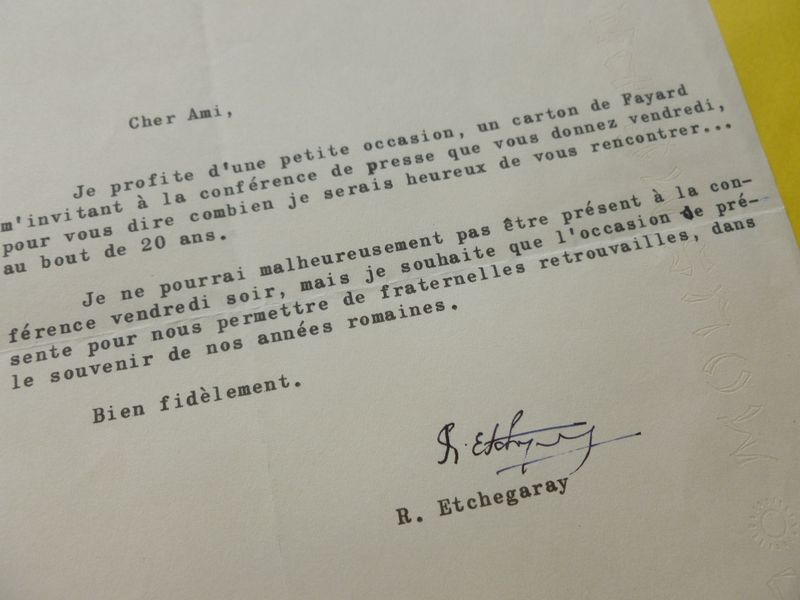 Cher Ami,
Je profite d'une petite occasion, un carton de Fayard
m'invitant à la conférence de presse que vous donnez vendredi,
pour vous dire combien je serais heureux de vous rencontrer...
au bout de 20 ans.
Je ne pourrai malheureusement pas être présent à la con-
férence vendredi soir, mais je souhaite que l'occasion de pré-
sente pour nous permettre de fraternelles retrouvailles, dans
le souvenir de nos années romaines.
Bien fidèlement.
R. Etchegaray
R. Etchegaray